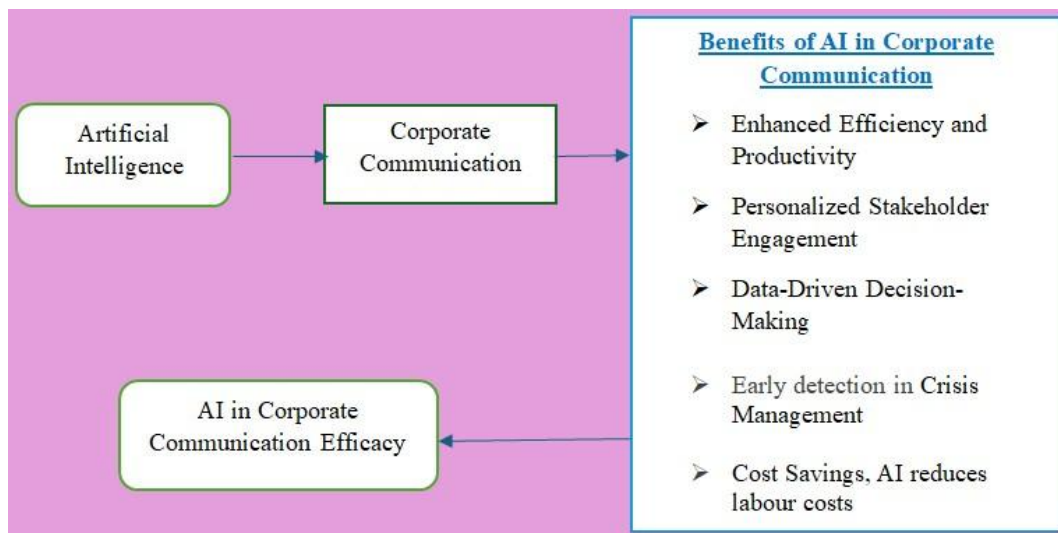 Artificial
Intelligence
Corporate
Communication
Benefits of AI in Corporate
Communication
➢ Enhanced Efficiency and
Productivity
➢ Personalized Stakeholder
Engagement
➢ Data-Driven Decision-
Making
➢ Early detection in Crisis
Management
➢ Cost Savings, AI reduces
labour costs
AI in Corporate
Communication Efficacy